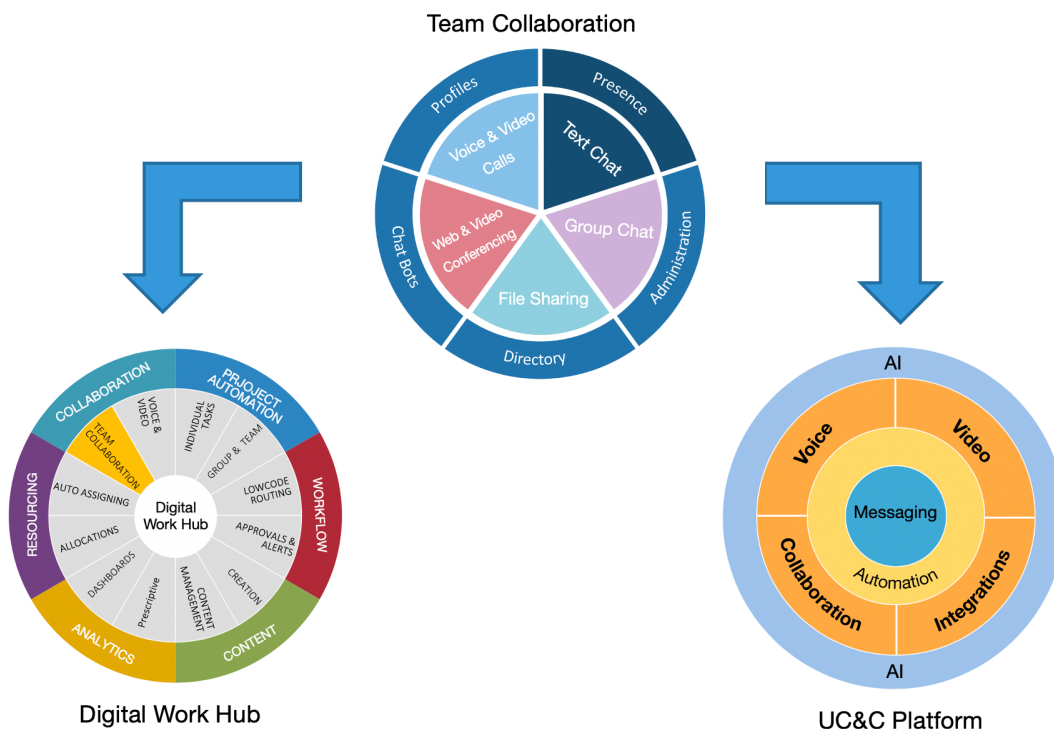 Team Collaboration
Profiles
Presence
Voice & Video
Calls
Text Chat
Web & Video
Conferencing
Group Chat
File Sharing
Chat Bots
Administration
Directory
COLLABORATION
PRJOJECT
AUTOMATION
VOICE &
VIDEO
INDIVIDUAL
TASKS
TEAM
COLLABORATION
GROUP & TEAM
RESOURCING
AUTO ASSIGNING
LOWCODE
ROUTING
WORKFLOW
Digital
Work Hub
ALLOCATIONS
APPROVALS &
ALERTS
DASHBOARDS
Prescriptive
CONTENT
MANAGEMENT
CREATION
ANALYTICS
CONTENT
Digital Work Hub
AI
Voice
Video
Messaging
Automation
Collaboration
Integrations
AI
UC&C Platform